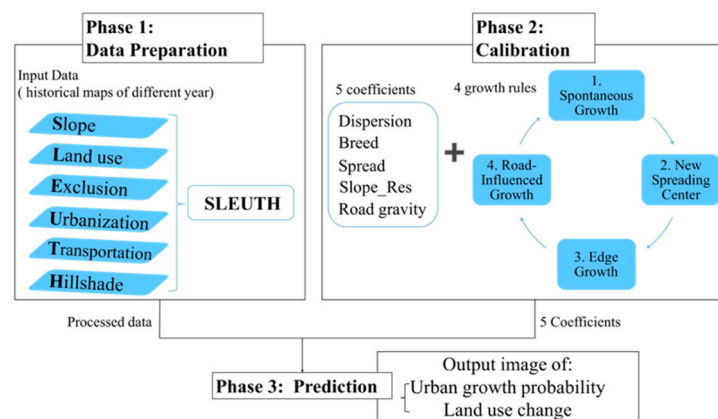 Phase 1:
Data Preparation
Input Data
( historical maps of different year)
Slope
Land use
Exclusion
Urbanization
Transportation
Hillshade
SLEUTH
Phase 2:
Calibration
5 coefficients
Dispersion
Breed
Spread
Slope_Res
Road gravity
+
4 growth rules
1.
Spontaneous
Growth
2. New
Spreading
Center
3. Edge
Growth
4. Road-
Influenced
Growth
Processed data
5 Coefficients
Phase 3: Prediction
Output image of:
Urban growth probability
Land use change